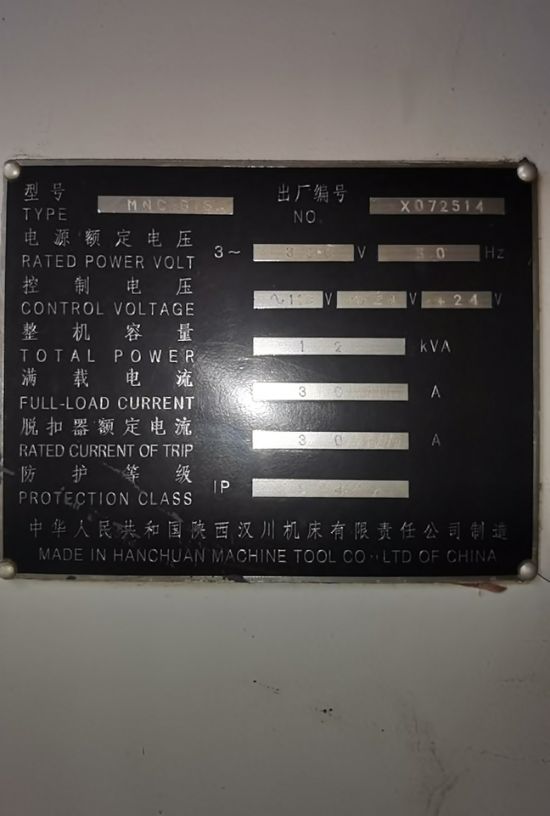 型号 出厂编号
TYPE NO. X072514
电源额定电压
RATED POWER VOLT 3~ V Hz
控制电压
CONTROL VOLTAGE V V 24 V
整机容量
TOTAL POWER 12 kVA
满载电流
FULL-LOAD CURRENT 30 A
脱扣器额定电流
RATED CURRENT OF TRIP 30 A
防护等级
PROTECTION CLASS IP
中华人民共和国陕西汉川机床有限责任公司制造
MADE IN HANCHUAN MACHINE TOOL CO··LTD OF CHINA